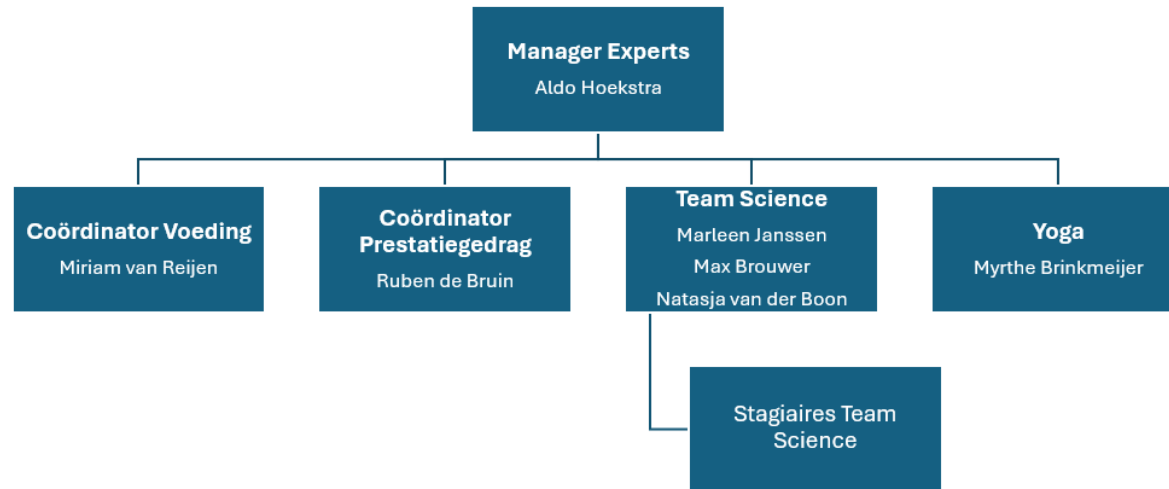 Manager Experts
Aldo Hoekstra
Coördinator Voeding
Miriam van Reijen
Coördinator
Prestatiegedrag
Ruben de Bruin
Team Science
Marleen Janssen
Max Brouwer
Natasja van der Boon
Yoga
Myrthe Brinkmeijer
Stagiaires Team
Science